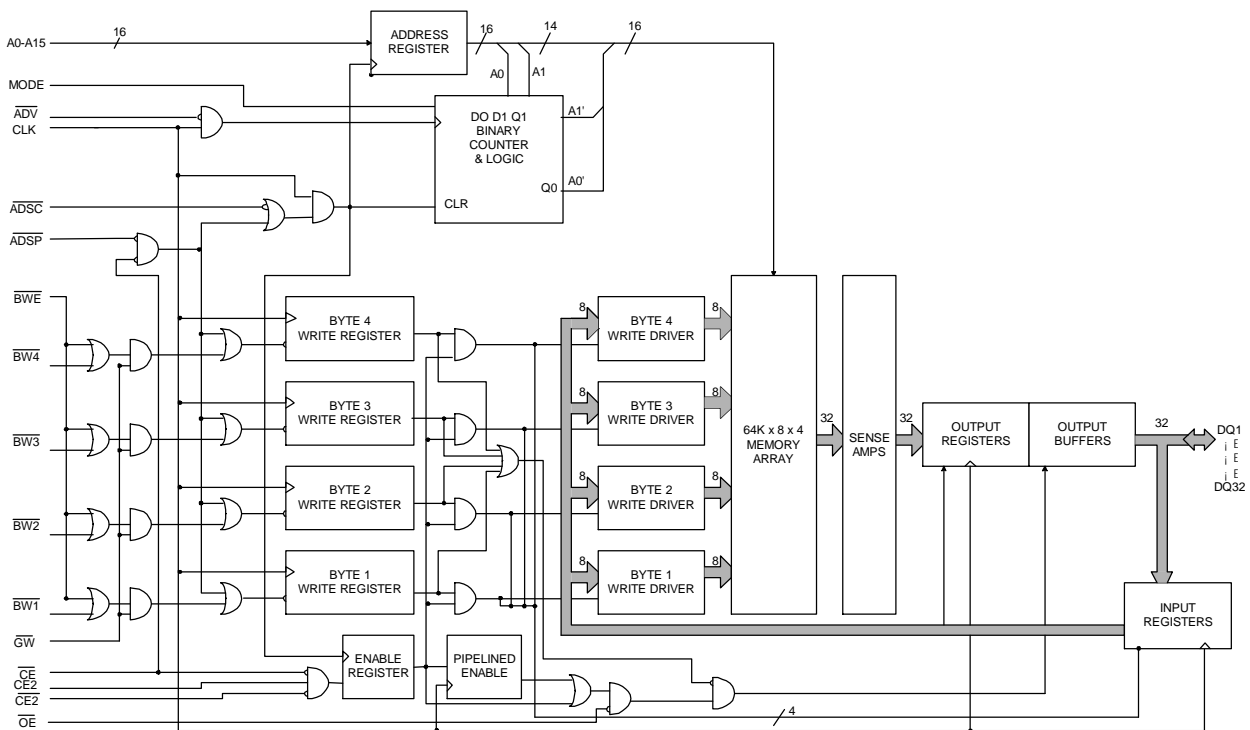 A0-A15
16
ADDRESS
REGISTER
16
14
16
A0
A1
MODE
ADV
CLK
DO D1 Q1
BINARY
COUNTER
& LOGIC
A1'
Q0
A0'
CLR
ADSC
ADSP
BWE
BW4
BW3
BW2
BW1
GW
CE
CE2
CE2
OE
BYTE 4
WRITE REGISTER
BYTE 3
WRITE REGISTER
BYTE 2
WRITE REGISTER
BYTE 1
WRITE REGISTER
ENABLE
REGISTER
PIPELINED
ENABLE
8
BYTE 4
WRITE DRIVER
8
8
BYTE 3
WRITE DRIVER
8
8
BYTE 2
WRITE DRIVER
8
8
BYTE 1
WRITE DRIVER
8
64K x 8 x 4
MEMORY
ARRAY
32
SENSE
AMPS
32
OUTPUT
REGISTERS
OUTPUT
BUFFERS
32
DQ1
¡ E
¡ E
¡ E
DQ32
INPUT
REGISTERS
4